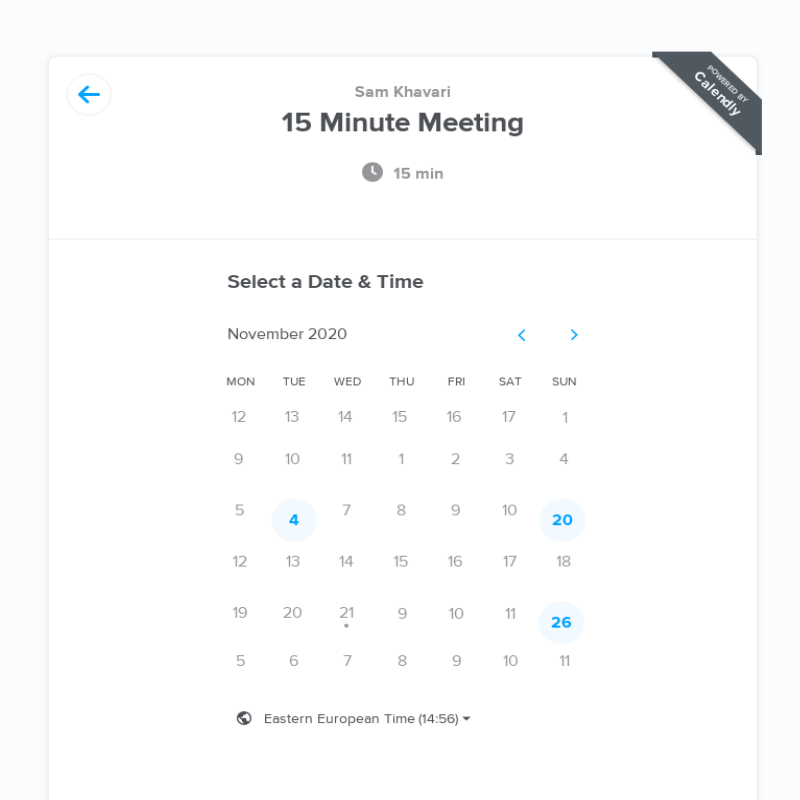 POWERED BY
Calendly
Sam Khavari
15 Minute Meeting
15 min
Select a Date & Time
November 2020
MON TUE WED THU FRI SAT SUN
12 13 14 15 16 17 1
9 10 11 1 2 3 4
5 4 7 8 9 10 20
12 13 14 15 16 17 18
19 20 21 9 10 11 26
5 6 7 8 9 10 11
Eastern European Time (14:56)